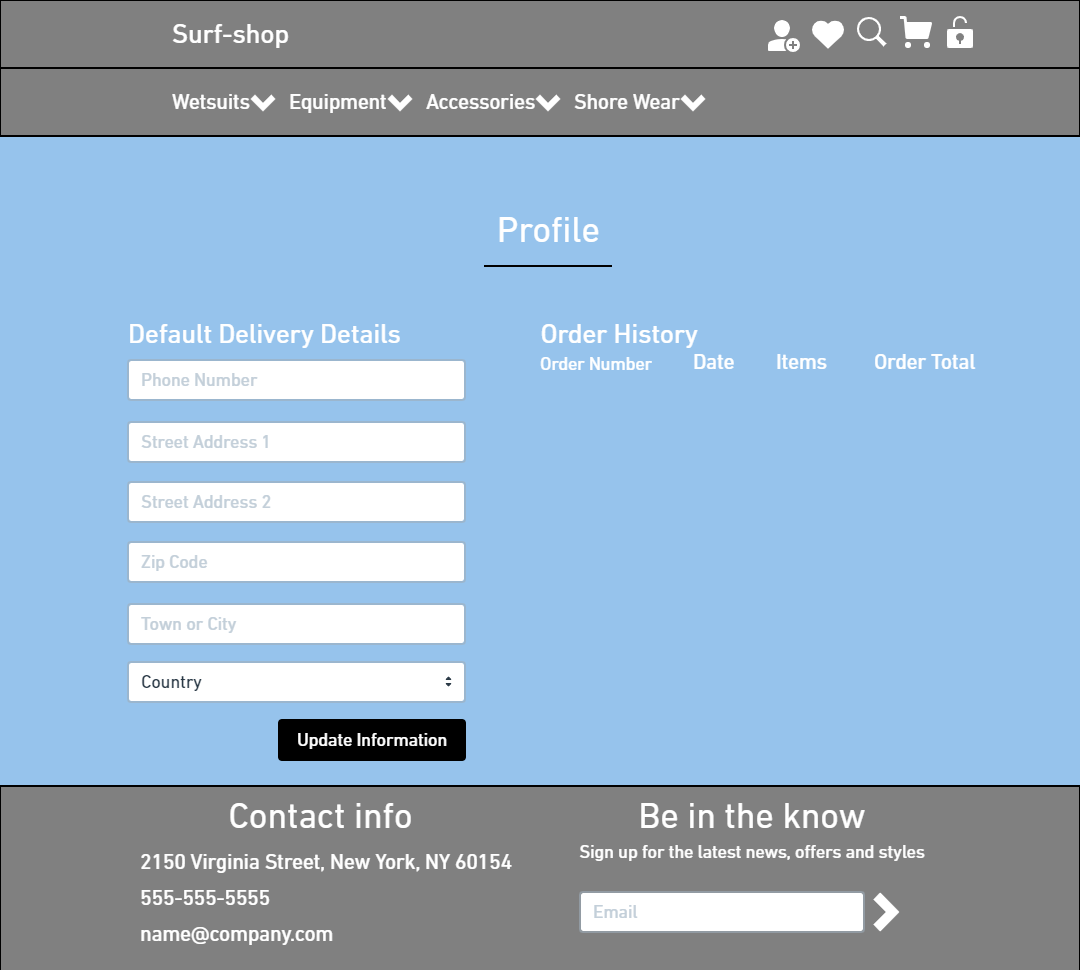 Surf-shop
Wetsuits Equipment Accessories Shore Wear
Profile
Default Delivery Details
Phone Number
Street Address 1
Street Address 2
Zip Code
Town or City
Country
Update Information
Order History
Order Number Date Items Order Total
Contact info
2150 Virginia Street, New York, NY 60154
555-555-5555
name@company.com
Be in the know
Sign up for the latest news, offers and styles
Email